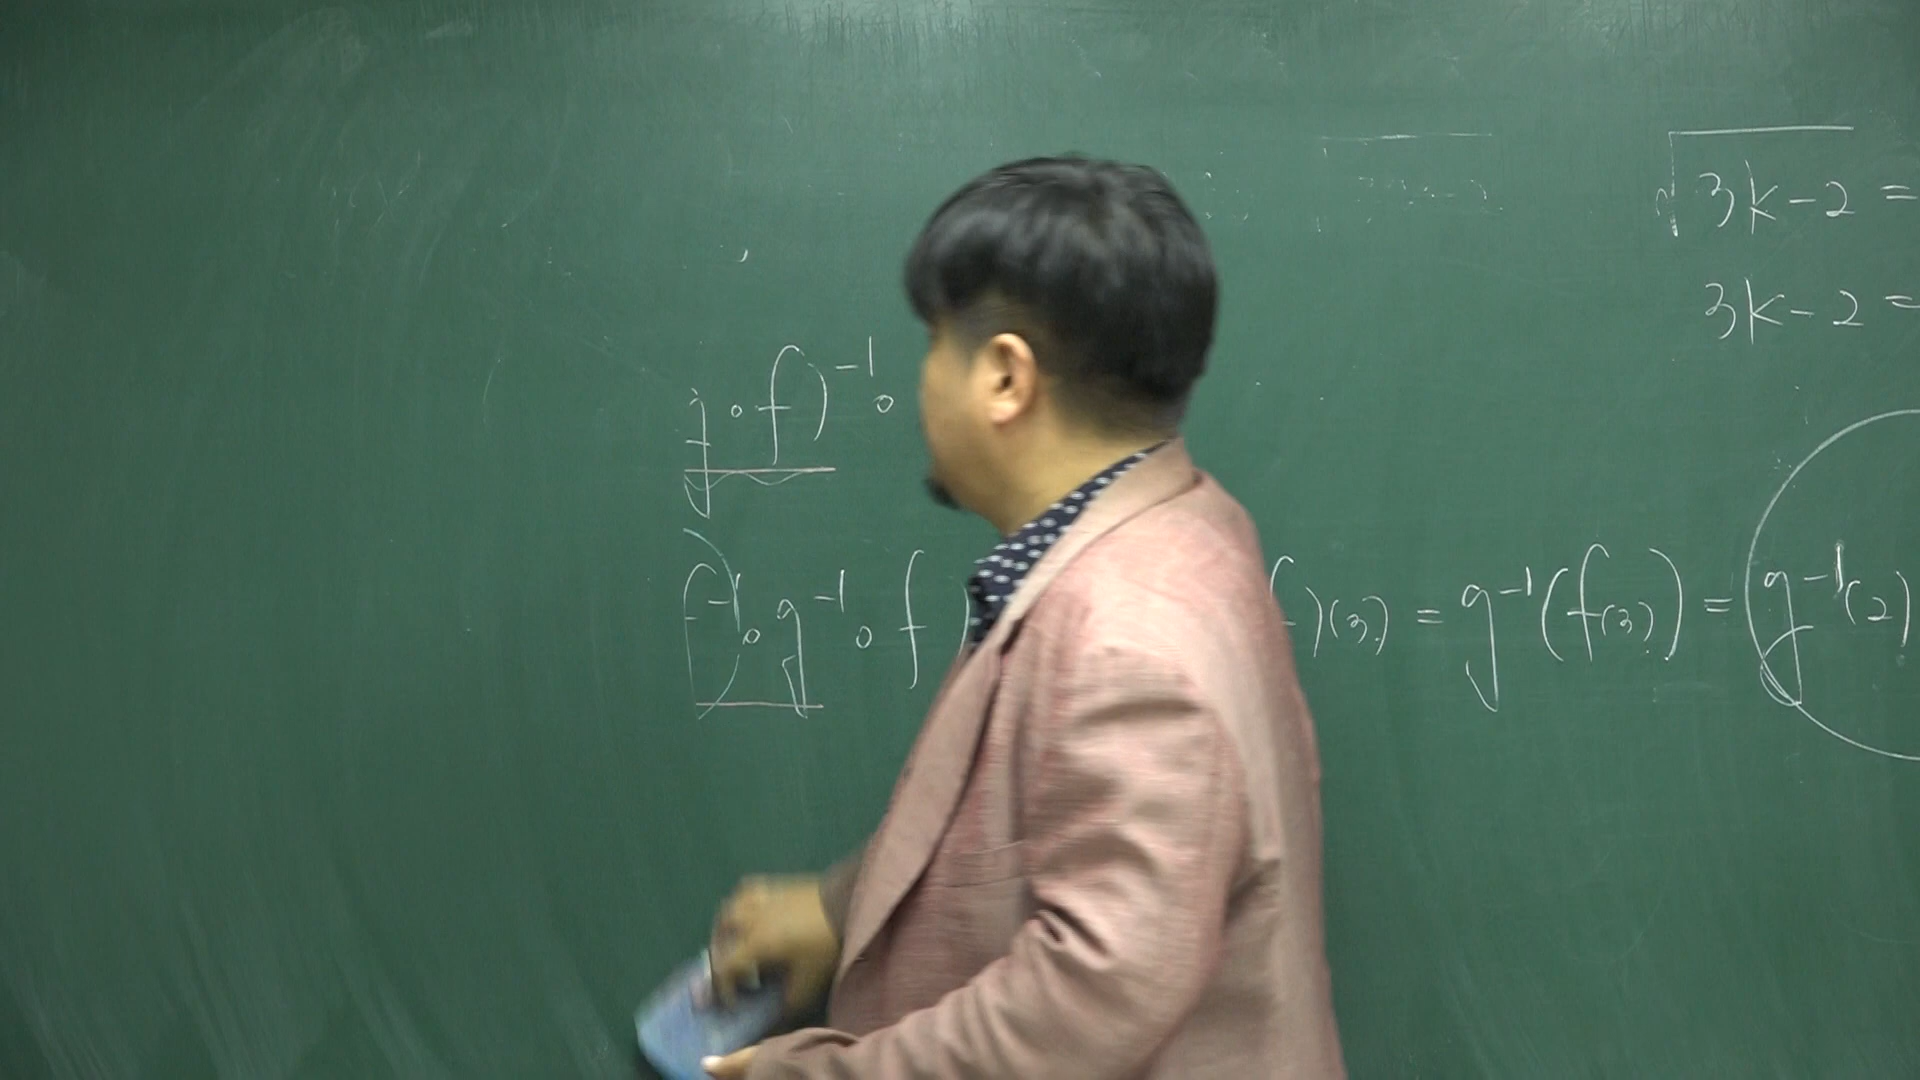 √3k-2 =
3k-2 =
g∘f)⁻¹∘
f⁻¹∘g⁻¹∘f )(3) = g⁻¹(f(3)) = g⁻¹(2)